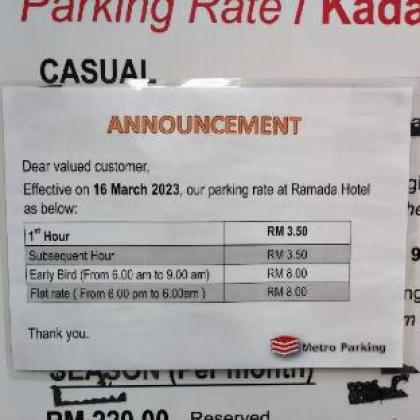 Parking Rate / Kada
CASUAL
ANNOUNCEMENT
Dear valued customer,
Effective on 16 March 2023, our parking rate at Ramada Hotel
as below:
1st Hour RM 3.50
Subsequent Hour RM 3.50
Early Bird (From 6.00 am to 9.00 am) RM 8.00
Flat rate ( From 6.00 pm to 6.00am ) RM 8.00
Thank you.
Metro Parking
SEASON (Per month)
RM 220.00 Reserved